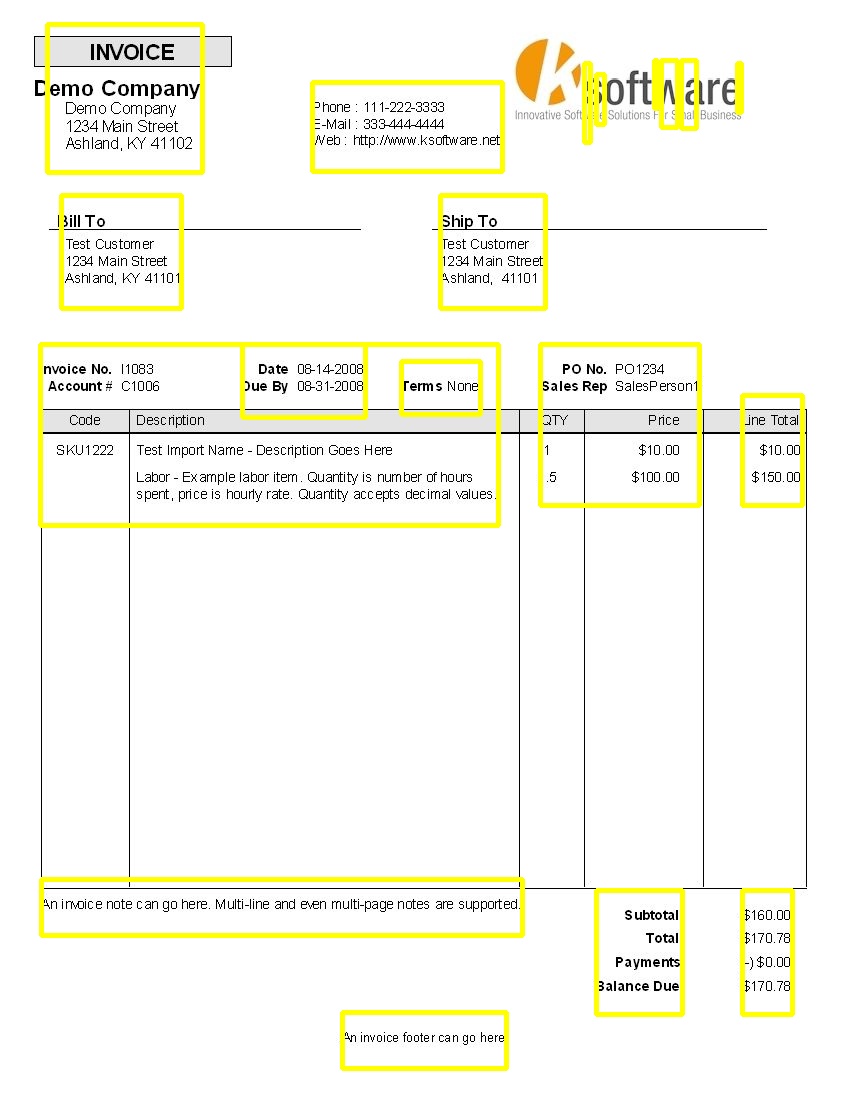 INVOICE
Demo Company
Demo Company
1234 Main Street
Ashland, KY 41102
Phone : 111-222-3333
E-Mail : 333-444-4444
Web : http://www.ksoftware.net
Ksoftware
Innovative Software Solutions For Small Business
Bill To
Test Customer
1234 Main Street
Ashland, KY 41101
Ship To
Test Customer
1234 Main Street
Ashland, 41101
Invoice No. I1083 Date 08-14-2008 PO No. PO1234
Account # C1006 Due By 08-31-2008 Terms None Sales Rep SalesPerson1
Code Description QTY Price Line Total
SKU1222 Test Import Name - Description Goes Here 1 $10.00 $10.00
Labor - Example labor item. Quantity is number of hours .5 $100.00 $150.00
spent, price is hourly rate. Quantity accepts decimal values.
An invoice note can go here. Multi-line and even multi-page notes are supported.
Subtotal $160.00
Total $170.78
Payments (-) $0.00
Balance Due $170.78
An invoice footer can go here